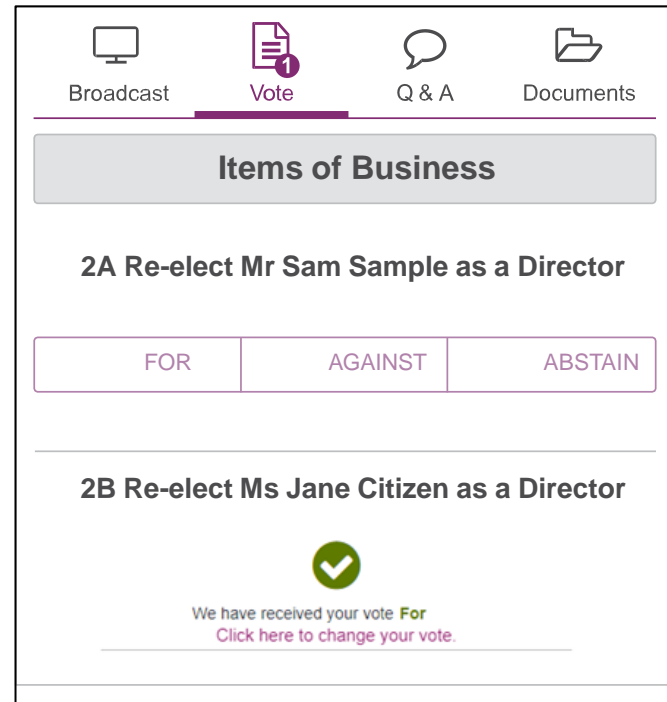 1
Broadcast Vote Q & A Documents
Items of Business
2A Re-elect Mr Sam Sample as a Director
FOR AGAINST ABSTAIN
2B Re-elect Ms Jane Citizen as a Director
We have received your vote For
Click here to change your vote.